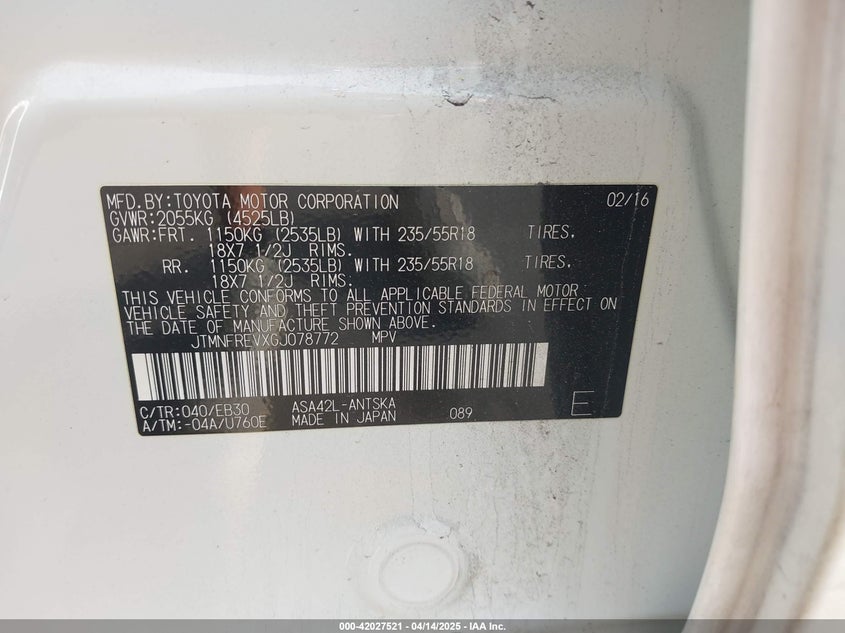 MFD.BY:TOYOTA MOTOR CORPORATION 02/16
GVWR:2055KG (4525LB)
GAWR:FRT. 1150KG (2535LB) WITH 235/55R18 TIRES.
18X7 1/2J RIMS.
RR. 1150KG (2535LB) WITH 235/55R18 TIRES.
18X7 1/2J RIMS.
THIS VEHICLE CONFORMS TO ALL APPLICABLE FEDERAL MOTOR
VEHICLE SAFETY AND THEFT PREVENTION STANDARDS IN EFFECT ON
THE DATE OF MANUFACTURE SHOWN ABOVE.
JTMNFREVXGJ078772 MPV
C/TR:040/EB30 ASA42L-ANTSKA
A/TM:-04A/U760E MADE IN JAPAN 089 E
000-42027521 - 04/14/2025 - IAA Inc.